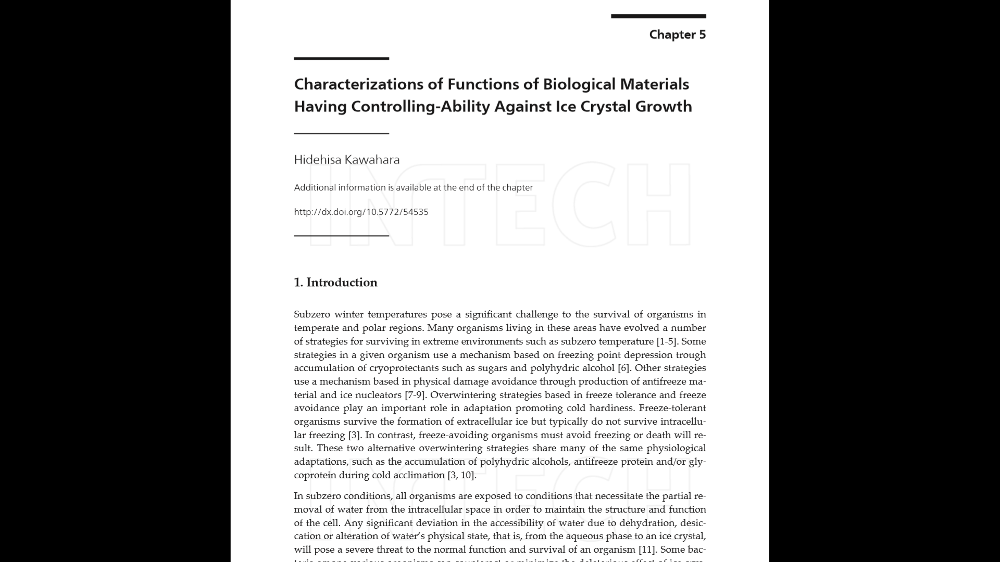 Chapter 5
Characterizations of Functions of Biological Materials
Having Controlling-Ability Against Ice Crystal Growth
Hidehisa Kawahara
Additional information is available at the end of the chapter
http://dx.doi.org/10.5772/54535
INTECH
1. Introduction
Subzero winter temperatures pose a significant challenge to the survival of organisms in
temperate and polar regions. Many organisms living in these areas have evolved a number
of strategies for surviving in extreme environments such as subzero temperature [1-5]. Some
strategies in a given organism use a mechanism based on freezing point depression trough
accumulation of cryoprotectants such as sugars and polyhydric alcohol [6]. Other strategies
use a mechanism based in physical damage avoidance through production of antifreeze ma-
terial and ice nucleators [7-9]. Overwintering strategies based in freeze tolerance and freeze
avoidance play an important role in adaptation promoting cold hardiness. Freeze-tolerant
organisms survive the formation of extracellular ice but typically do not survive intracellu-
lar freezing [3]. In contrast, freeze-avoiding organisms must avoid freezing or death will re-
sult. These two alternative overwintering strategies share many of the same physiological
adaptations, such as the accumulation of polyhydric alcohols, antifreeze protein and/or gly-
coprotein during cold acclimation [3, 10].
INTECH
In subzero conditions, all organisms are exposed to conditions that necessitate the partial re-
moval of water from the intracellular space in order to maintain the structure and function
of the cell. Any significant deviation in the accessibility of water due to dehydration, desic-
cation or alteration of water's physical state, that is, from the aqueous phase to an ice crystal,
will pose a severe threat to the normal function and survival of an organism [11]. Some bac-